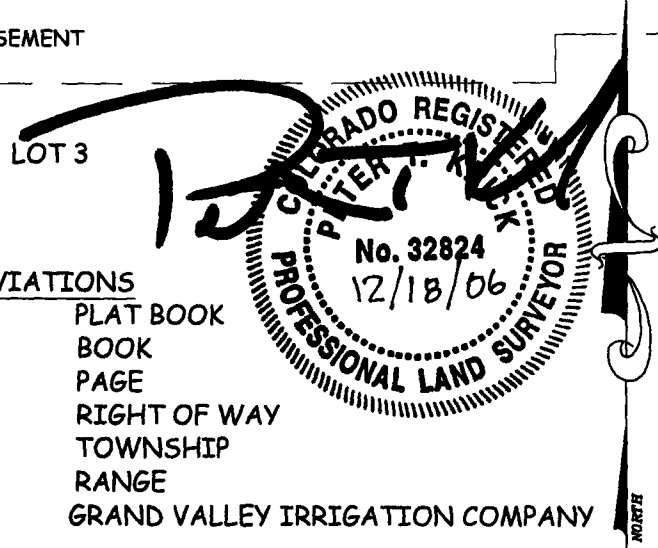 SEMENT
LOT 3
COLORADO REGISTERED
PETER T. KRICK
No. 32824
12/18/06
PROFESSIONAL LAND SURVEYOR
VIATIONS
PLAT BOOK
BOOK
PAGE
RIGHT OF WAY
TOWNSHIP
RANGE
GRAND VALLEY IRRIGATION COMPANY
NORTH